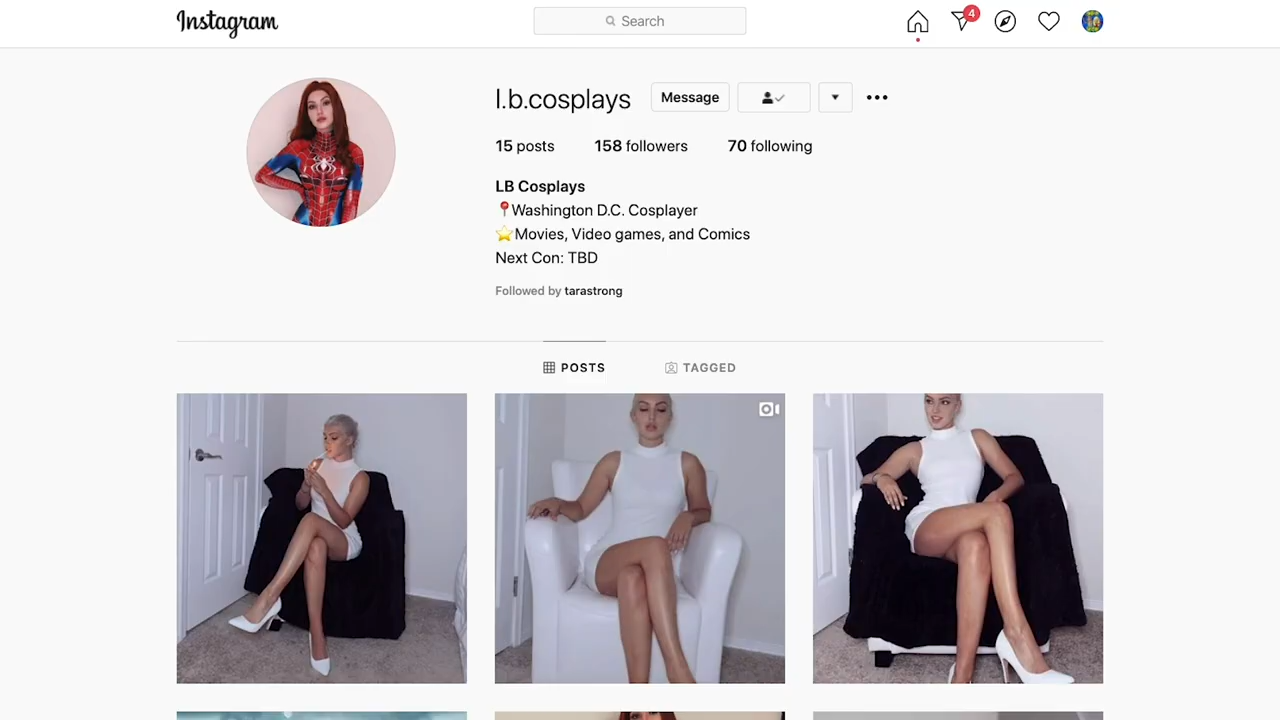 Instagram
Search
4
l.b.cosplays
Message
15 posts
158 followers
70 following
LB Cosplays
📍Washington D.C. Cosplayer
⭐Movies, Video games, and Comics
Next Con: TBD
Followed by tarastrong
POSTS
TAGGED